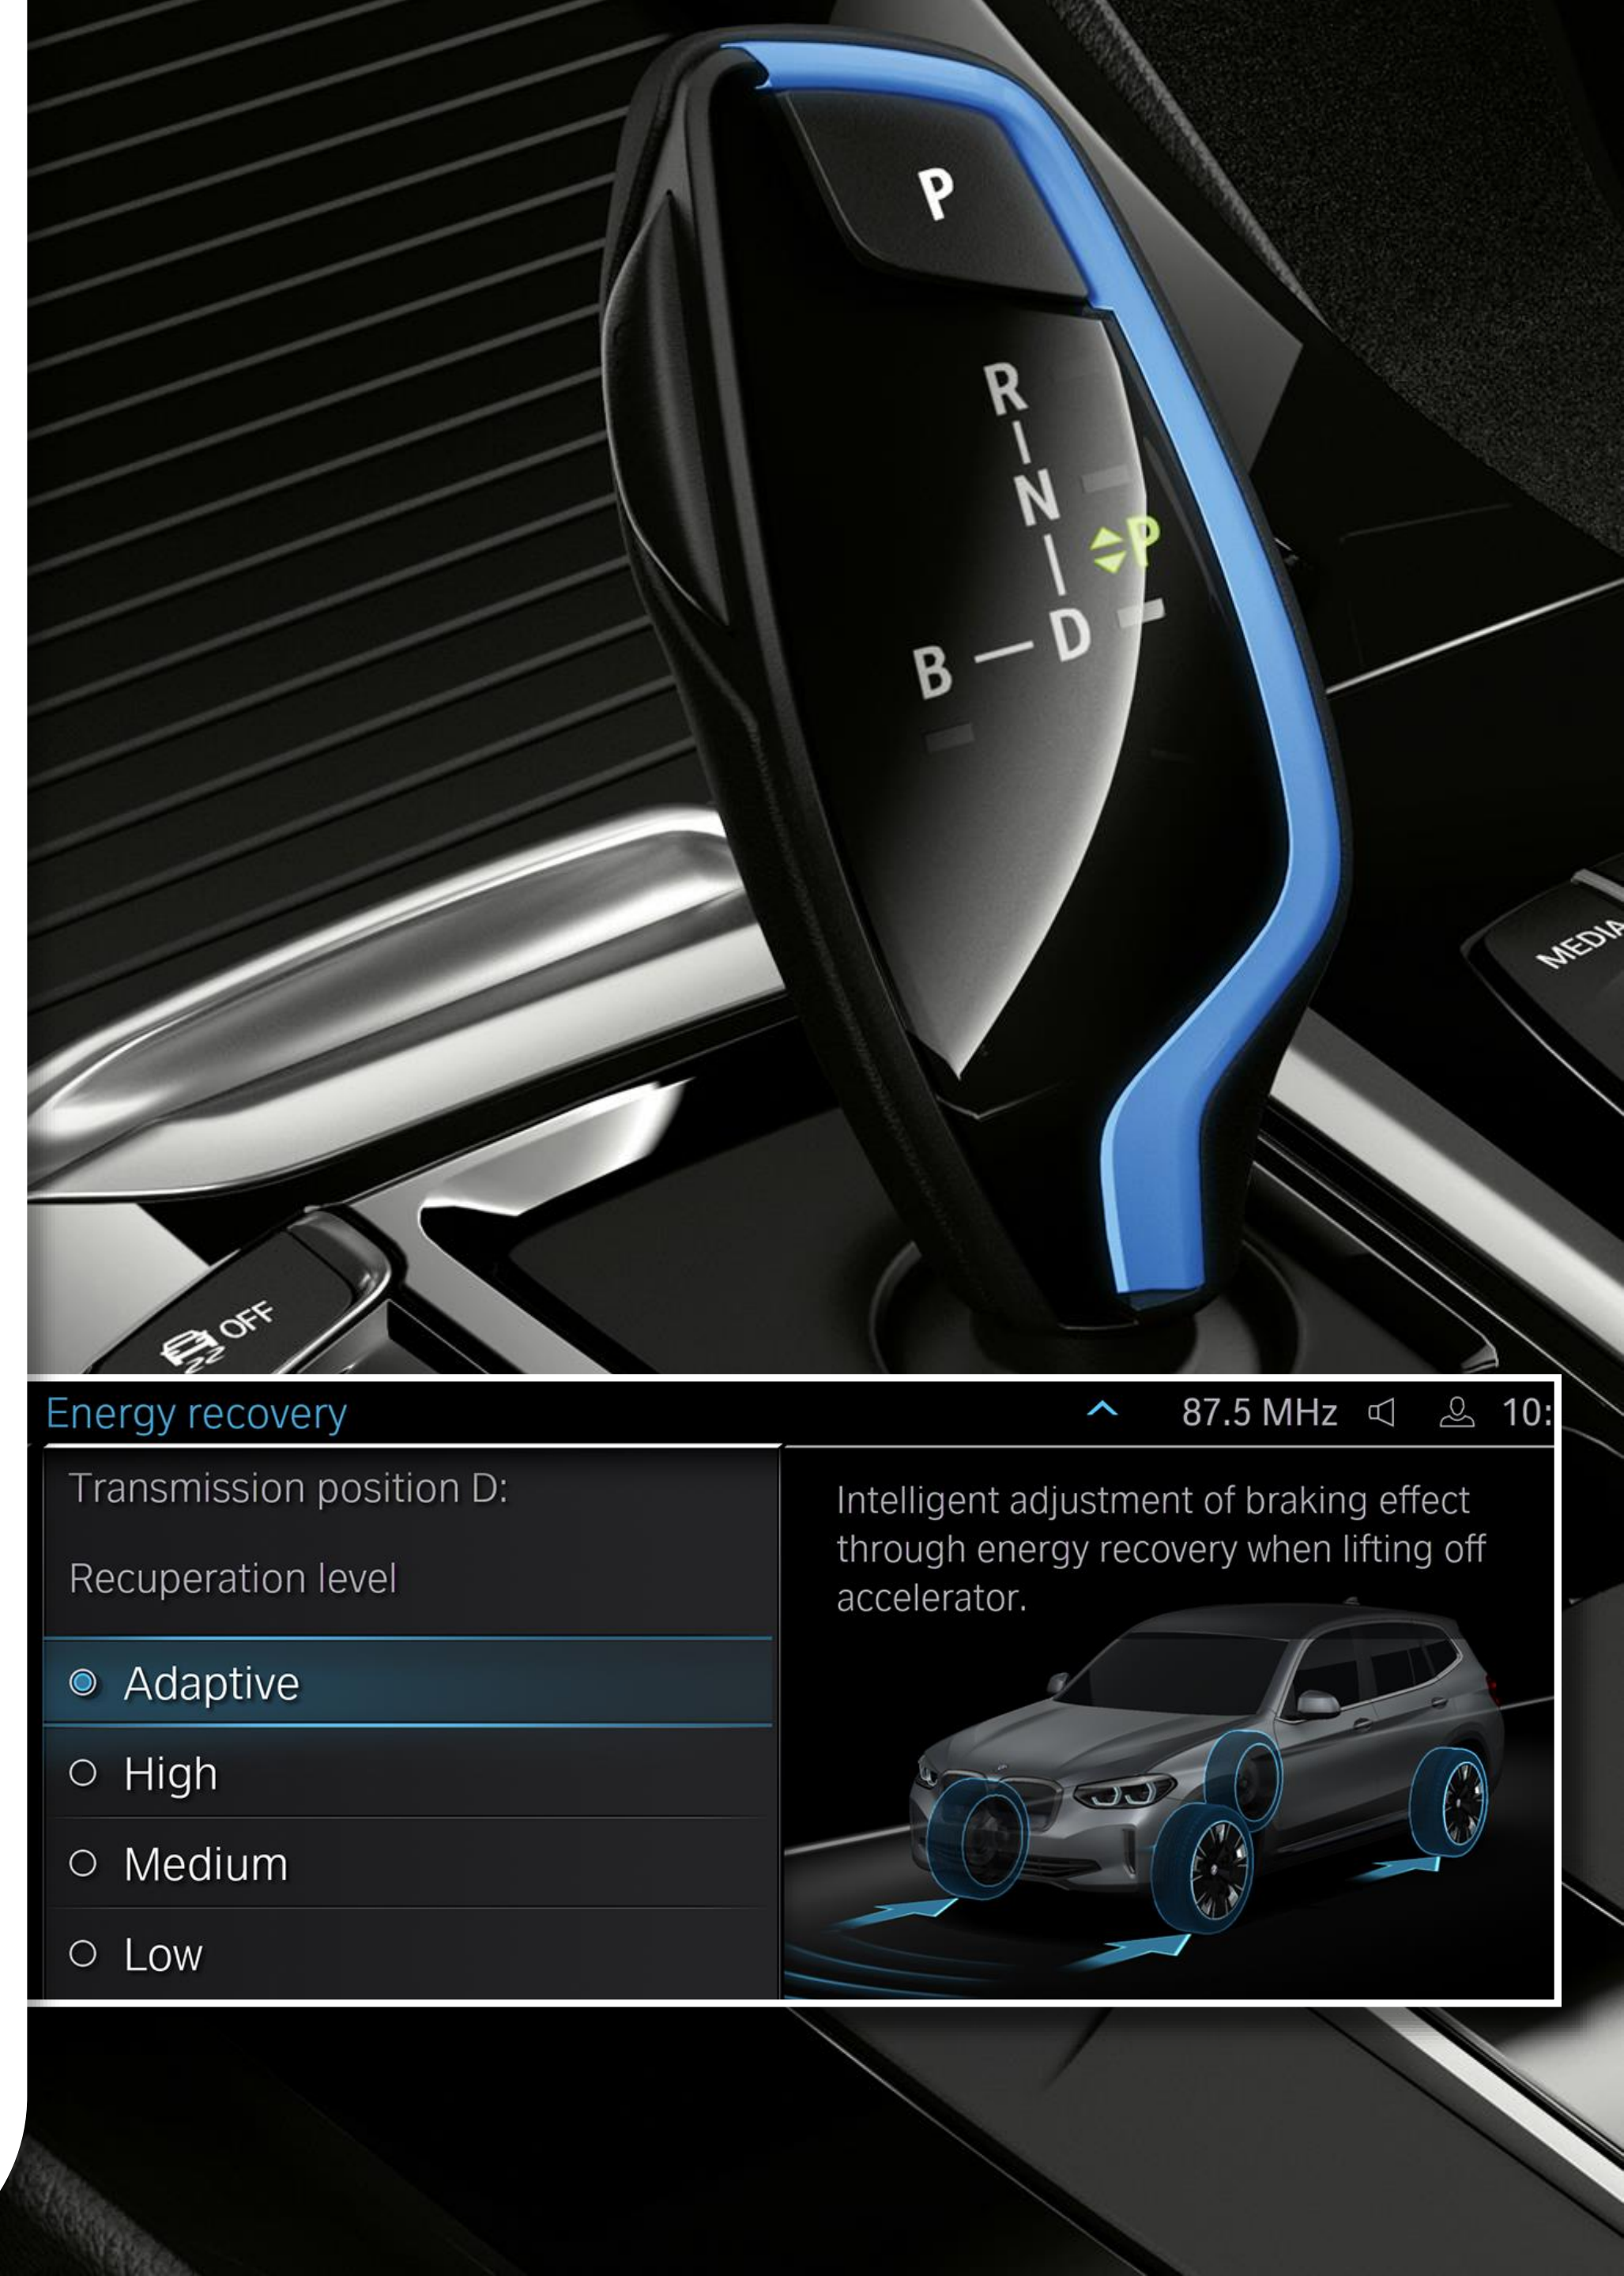 P
R
N
P
B
D
MEDIA
OFF
Energy recovery
87.5 MHz
10:
Transmission position D:
Recuperation level
Adaptive
High
Medium
Low
Intelligent adjustment of braking effect
through energy recovery when lifting off
accelerator.